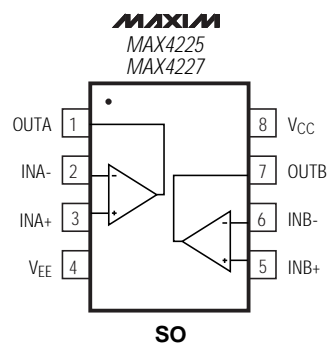 MAXIM
MAX4225
MAX4227
OUTA 1
INA- 2
INA+ 3
VEE 4
8 VCC
7 OUTB
6 INB-
5 INB+
- +
- +
SO